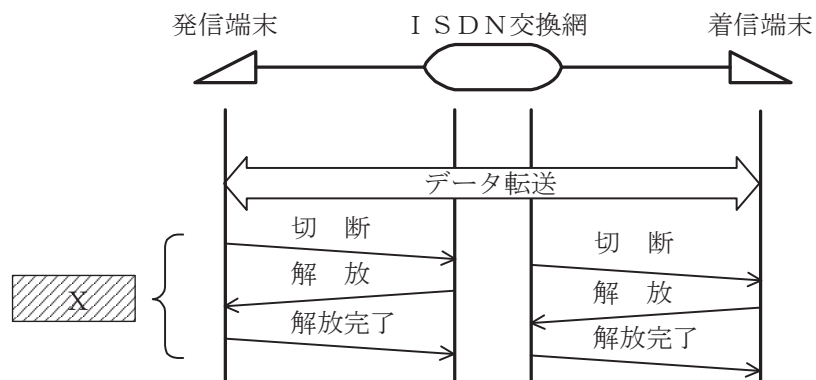 発信端末 ISDN交換網 着信端末
データ転送
切 断 切 断
解 放 解 放
X
解放完了 解放完了